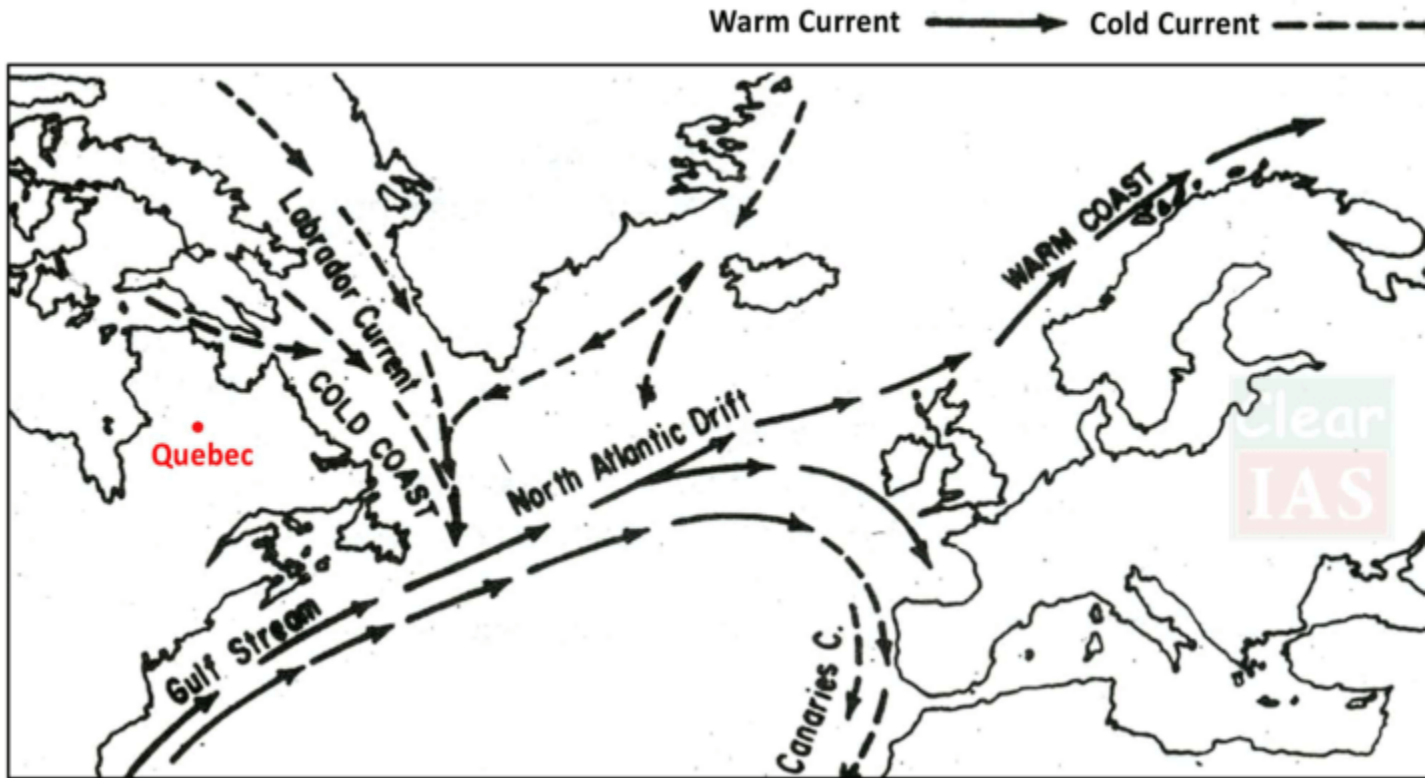 Warm Current
Cold Current
Labrador Current
COLD COAST
Quebec
WARM COAST
North Atlantic Drift
Gulf Stream
Canaries C.
Clear
IAS